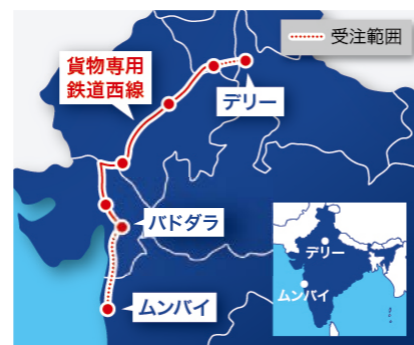 受注範囲
貨物専用
鉄道西線
デリー
バドダラ
ムンバイ
デリー
ムンバイ